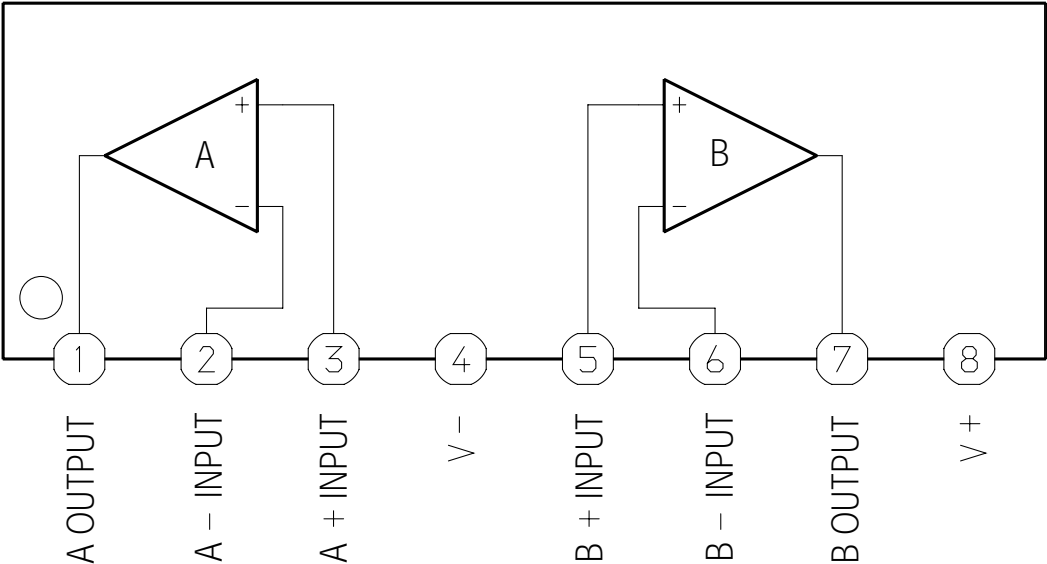 + +
A B
− −
1 2 3 4 5 6 7 8
A OUTPUT
A − INPUT
A + INPUT
V −
B + INPUT
B − INPUT
B OUTPUT
V +